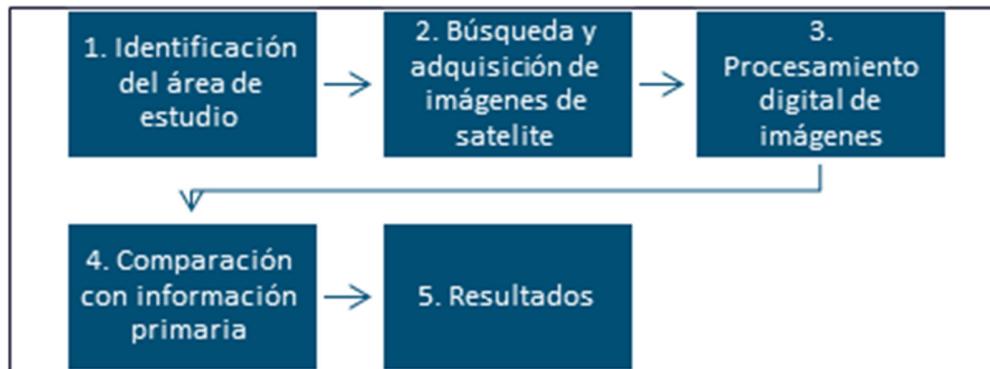 1. Identificación
del área de
estudio
2. Búsqueda y
adquisición de
imágenes de
satelite
3.
Procesamiento
digital de
imágenes
4. Comparación
con información
primaria
5. Resultados